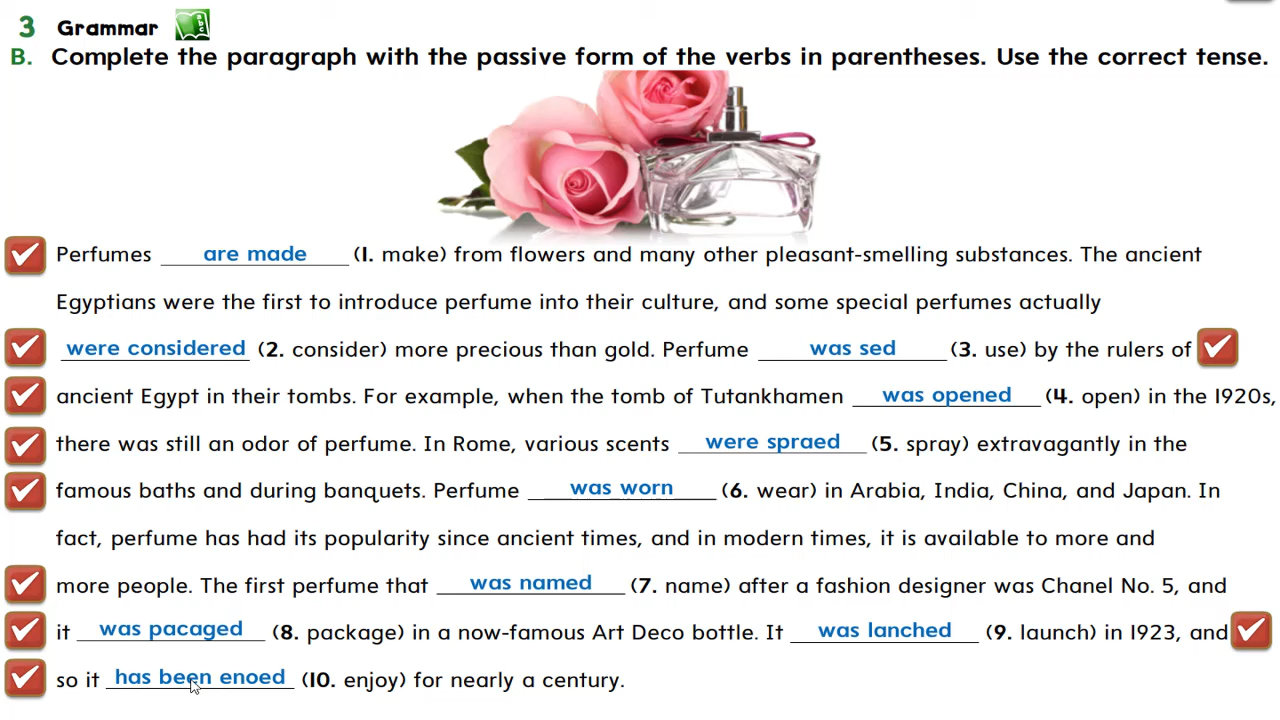 3 Grammar abc
B. Complete the paragraph with the passive form of the verbs in parentheses. Use the correct tense.
Perfumes are made (1. make) from flowers and many other pleasant-smelling substances. The ancient
Egyptians were the first to introduce perfume into their culture, and some special perfumes actually
were considered (2. consider) more precious than gold. Perfume was sed (3. use) by the rulers of
ancient Egypt in their tombs. For example, when the tomb of Tutankhamen was opened (4. open) in the 1920s,
there was still an odor of perfume. In Rome, various scents were spraed (5. spray) extravagantly in the
famous baths and during banquets. Perfume was worn (6. wear) in Arabia, India, China, and Japan. In
fact, perfume has had its popularity since ancient times, and in modern times, it is available to more and
more people. The first perfume that was named (7. name) after a fashion designer was Chanel No. 5, and
it was pacaged (8. package) in a now-famous Art Deco bottle. It was lanched (9. launch) in 1923, and
so it has been enoed (10. enjoy) for nearly a century.